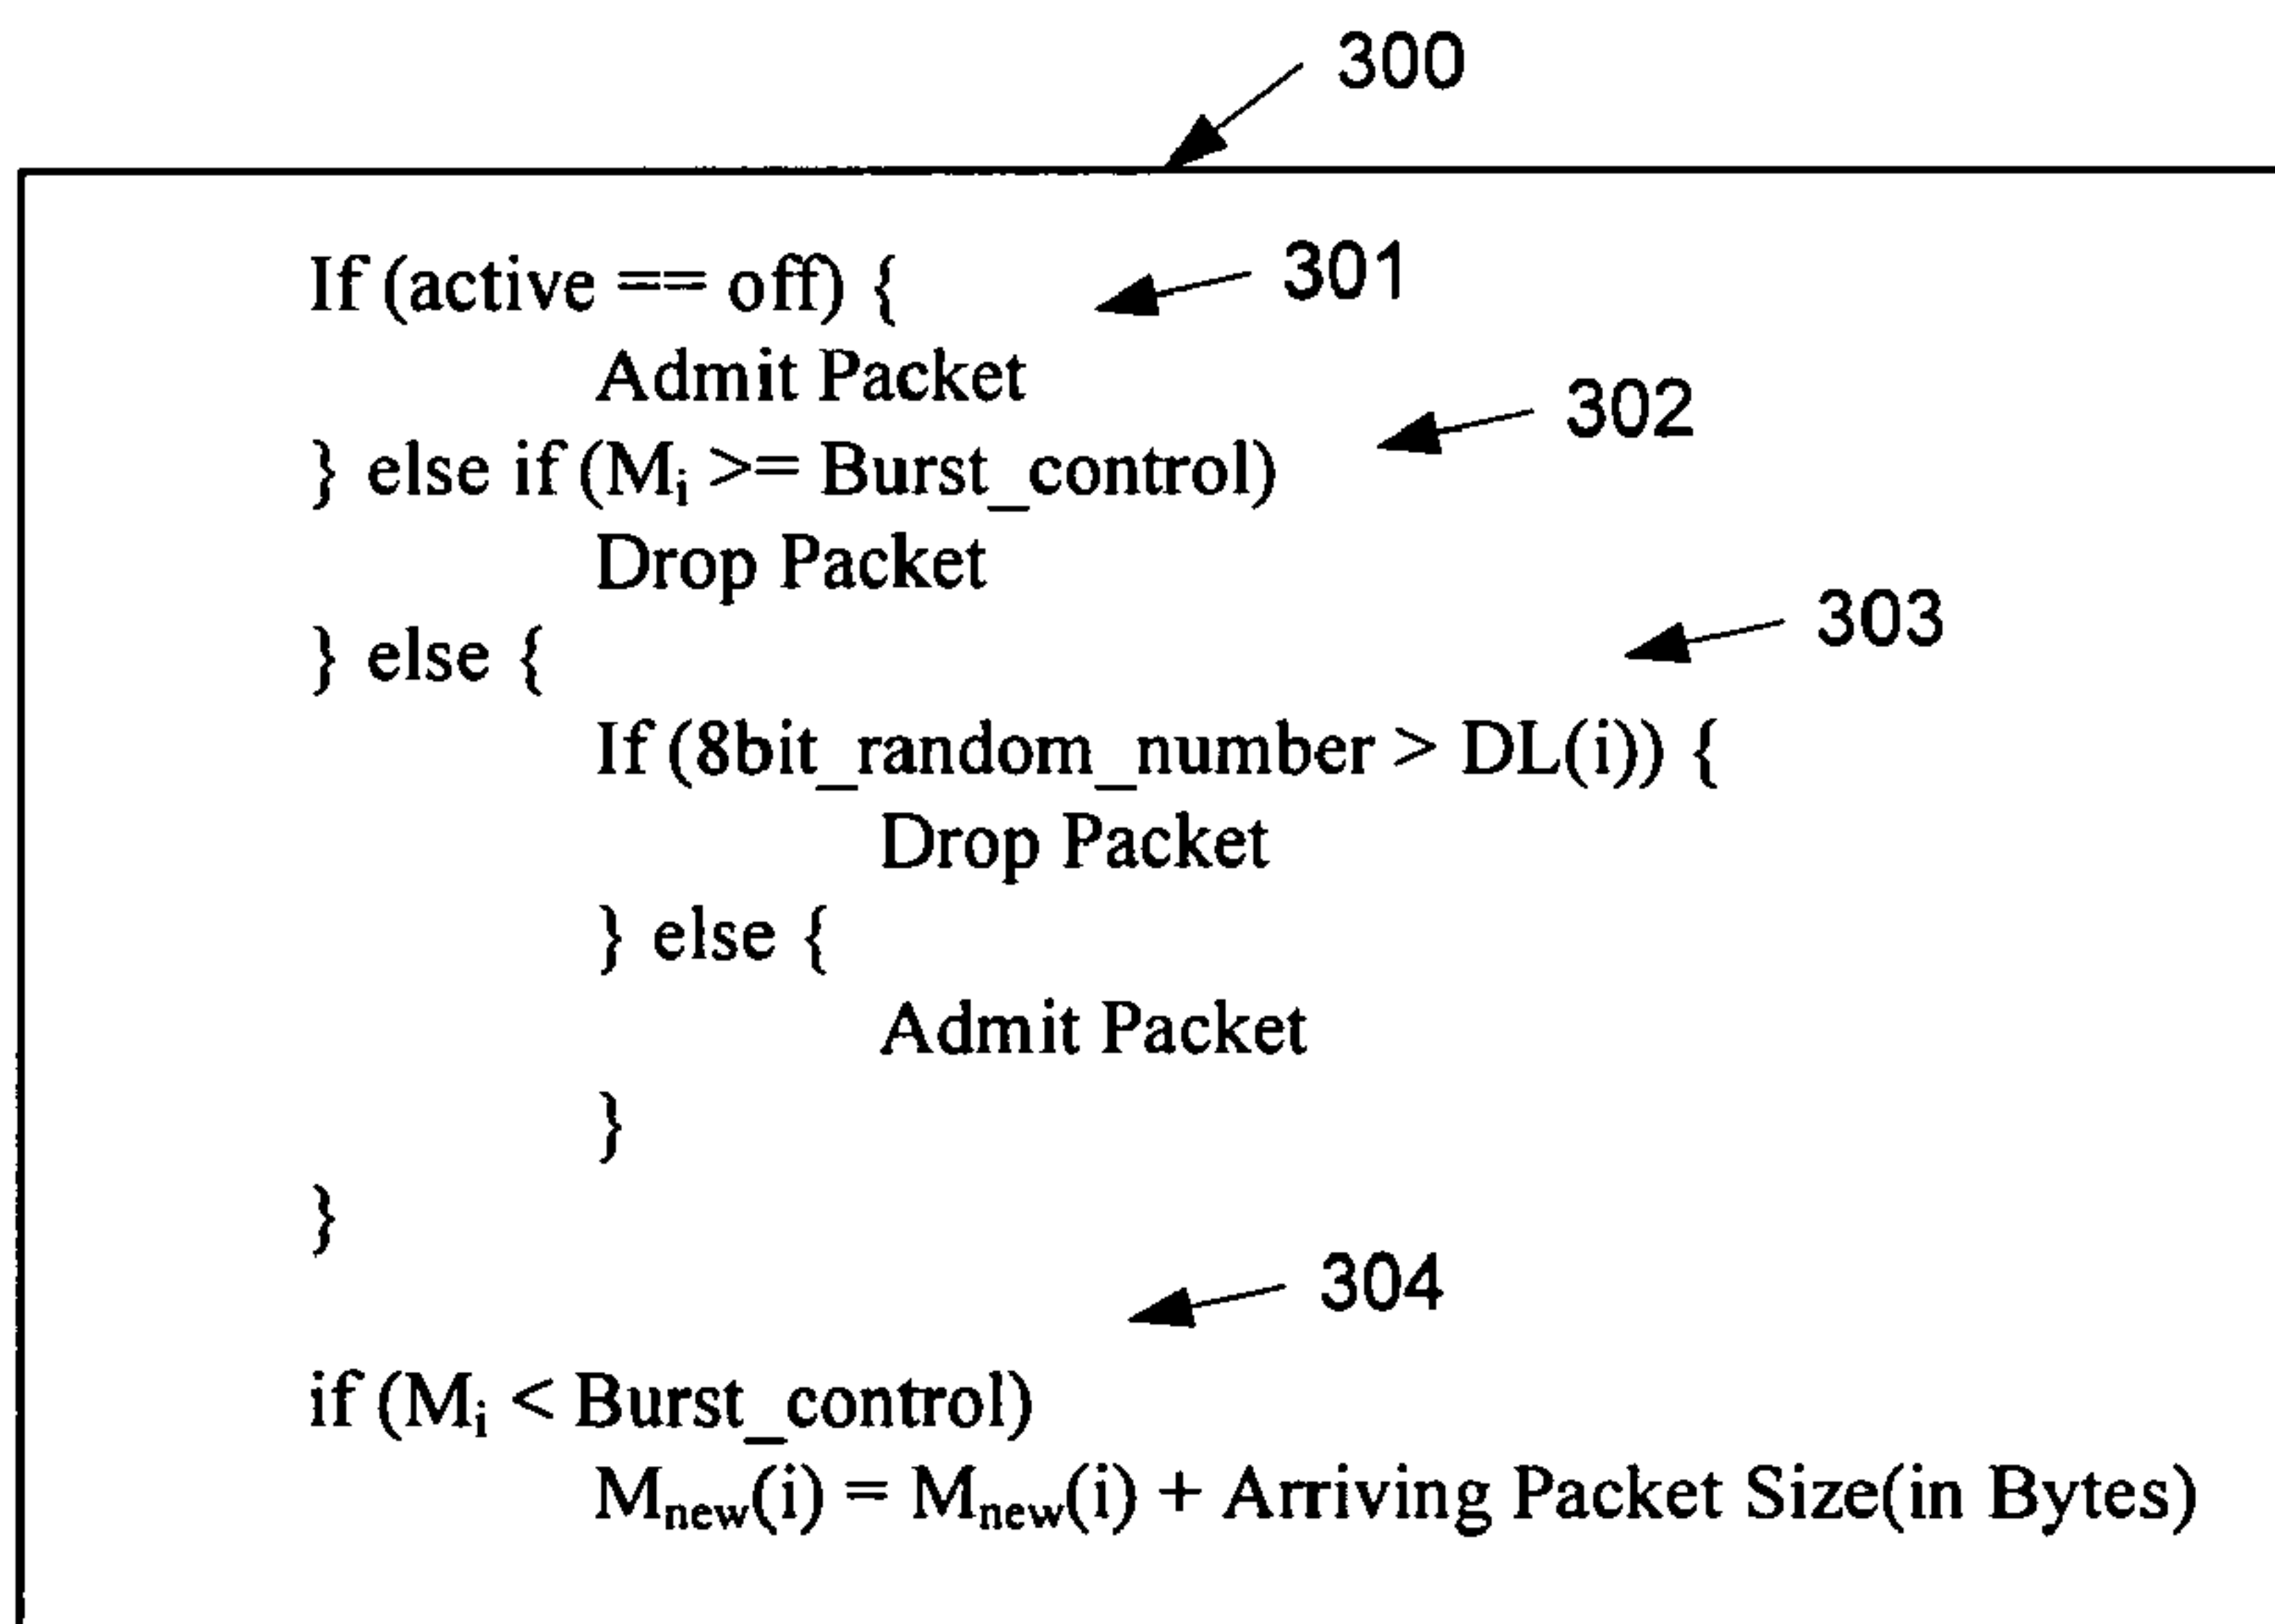 300
If (active == off) { 301
Admit Packet
302
} else if (Mi >= Burst_control)
Drop Packet
303
} else {
If (8bit_random_number > DL(i)) {
Drop Packet
} else {
Admit Packet
}
}
304
if (Mi < Burst_control)
Mnew(i) = Mnew(i) + Arriving Packet Size(in Bytes)